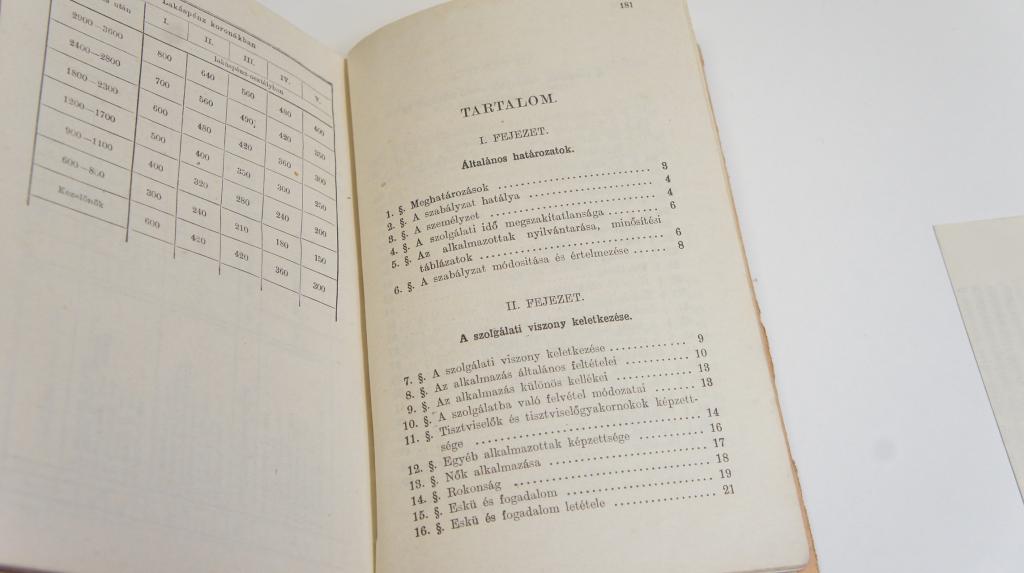 után Lakáspénz koronákban
I. II. III. IV. V.
lakáspénz-osztályban
2900—3600 800 640 560 480 400
2400—2800 700 560 490 420 350
1800—2300 600 480 420 360 300
1200—1700 500 400 350 300 250
900—1100 400 320 280 240 200
600—800 300 240 210 180 150
Kezelőnők 600 420 360 300
181
TARTALOM.
I. FEJEZET.
Általános határozatok.
1. §. Meghatározások ........ 3
2. §. A szabályzat hatálya ........ 4
3. §. A személyzet ........ 4
4. §. A szolgálati idő megszakítatlansága ........ 6
5. §. Az alkalmazottak nyilvántartása, minősítési
táblázatok ........ 6
6. §. A szabályzat módosítása és értelmezése ..... 8
II. FEJEZET.
A szolgálati viszony keletkezése.
7. §. A szolgálati viszony keletkezése ........ 9
8. §. Az alkalmazás általános feltételei ........ 10
9. §. Az alkalmazás különös kellékei ........ 13
10. §. A szolgálatba való felvétel módozatai ....... 13
11. §. Tisztviselők és tisztviselőgyakornokok képzett-
sége ........ 14
12. §. Egyéb alkalmazottak képzettsége ........ 16
13. §. Nők alkalmazása ........ 17
14. §. Rokonság ........ 18
15. §. Eskü és fogadalom ........ 19
16. §. Eskü és fogadalom letétele ........ 21